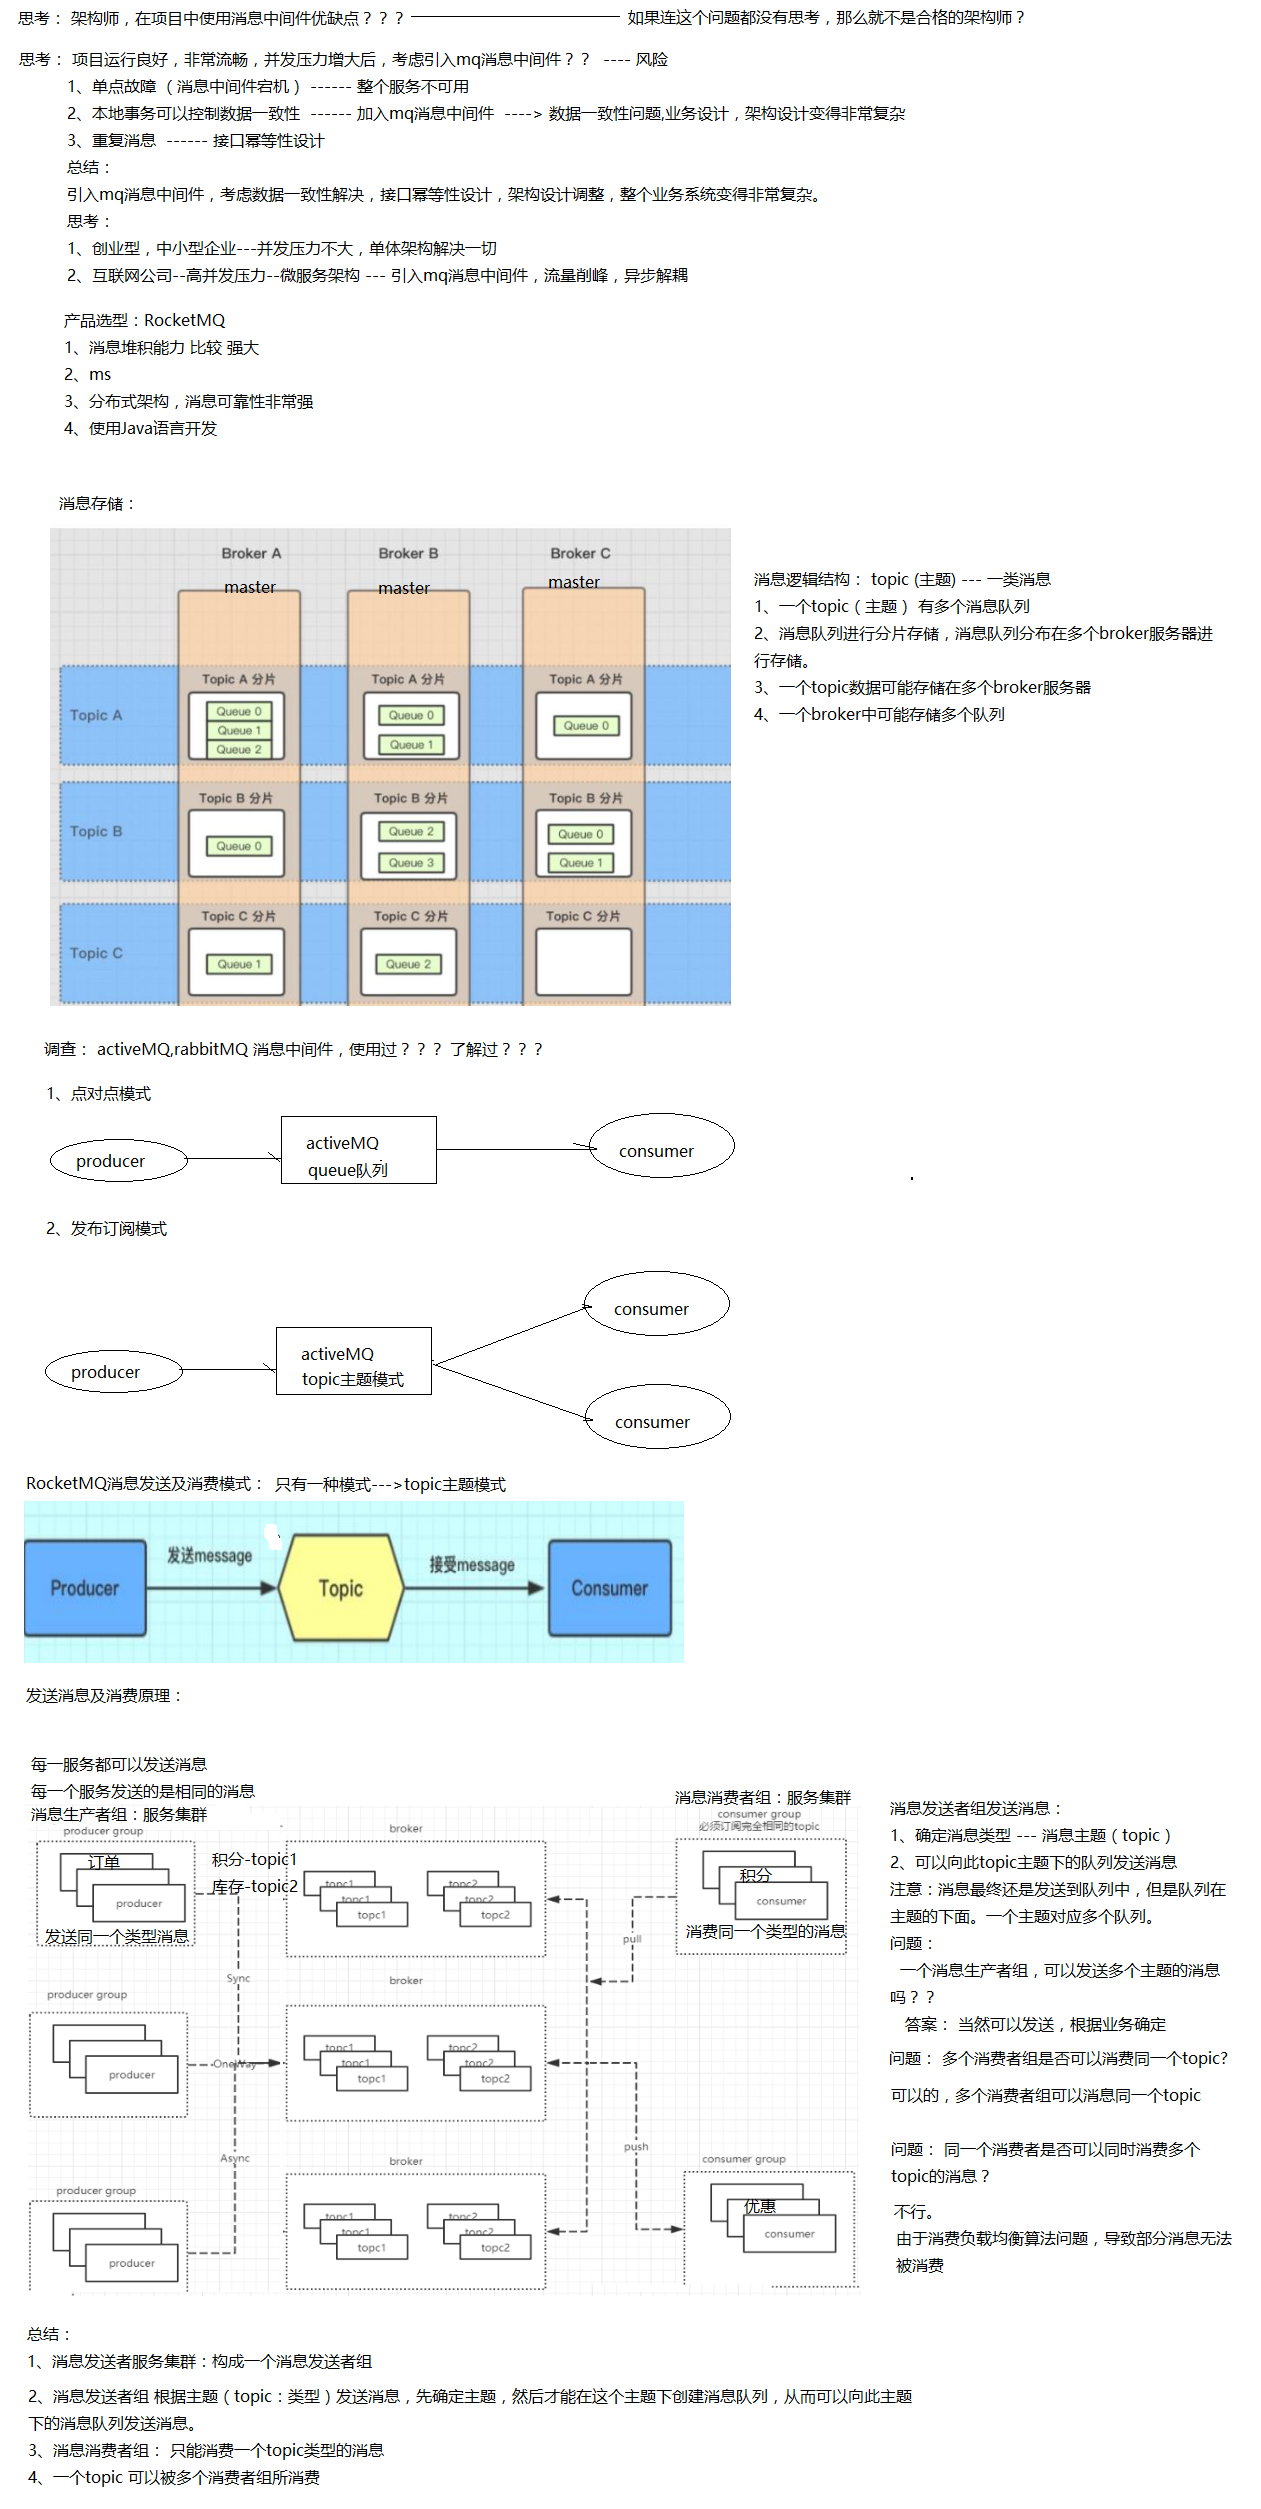 思考： 架构师，在项目中使用消息中间件优缺点？？？ 如果连这个问题都没有思考，那么就不是合格的架构师？
思考： 项目运行良好，非常流畅，并发压力增大后，考虑引入mq消息中间件？？ ---- 风险
1、单点故障 （ 消息中间件宕机） ------ 整个服务不可用
2、本地事务可以控制数据一致性 ------ 加入mq消息中间件 ----> 数据一致性问题,业务设计，架构设计变得非常复杂
3、重复消息 ------ 接口幂等性设计
总结：
引入mq消息中间件，考虑数据一致性解决，接口幂等性设计，架构设计调整，整个业务系统变得非常复杂。
思考：
1、创业型，中小型企业---并发压力不大，单体架构解决一切
2、互联网公司--高并发压力--微服务架构 --- 引入mq消息中间件，流量削峰，异步解耦
产品选型：RocketMQ
1、消息堆积能力 比较 强大
2、ms
3、分布式架构，消息可靠性非常强
4、使用Java语言开发
消息存储：
Broker A Broker B Broker C
master master master
Topic A 分片 Topic A 分片 Topic A 分片
Topic A
Queue 0 Queue 0 Queue 0
Queue 1 Queue 1
Queue 2
Topic B 分片 Topic B 分片 Topic B 分片
Topic B
Queue 0 Queue 2 Queue 0
Queue 3 Queue 1
Topic C 分片 Topic C 分片 Topic C 分片
Topic C
Queue 1 Queue 2
消息逻辑结构： topic (主题) --- 一类消息
1、一个topic（主题） 有多个消息队列
2、消息队列进行分片存储，消息队列分布在多个broker服务器进
行存储。
3、一个topic数据可能存储在多个broker服务器
4、一个broker中可能存储多个队列
调查： activeMQ,rabbitMQ 消息中间件，使用过？？？ 了解过？？？
1、点对点模式
producer
activeMQ
queue队列
consumer
2、发布订阅模式
producer
activeMQ
topic主题模式
consumer
consumer
RocketMQ消息发送及消费模式： 只有一种模式--->topic主题模式
Producer
发送message
Topic
接受message
Consumer
发送消息及消费原理：
每一服务都可以发送消息
每一个服务发送的是相同的消息
消息生产者组：服务集群
producer group
订单
producer
发送同一个类型消息
积分-topic1
库存-topic2
Sync
producer group
producer
OneWay
Async
producer group
producer
broker
topc1 topc2
topc1 topc2
topc1 topc2
broker
topc1 topc2
topc1 topc2
topc1 topc2
broker
topc1 topc2
topc1 topc2
topc1 topc2
消息消费者组：服务集群
consumer group
必须订阅完全相同的topic
积分
consumer
消费同一个类型的消息
pull
push
consumer group
优惠
consumer
消息发送者组发送消息：
1、确定消息类型 --- 消息主题（topic）
2、可以向此topic主题下的队列发送消息
注意：消息最终还是发送到队列中，但是队列在
主题的下面。一个主题对应多个队列。
问题：
一个消息生产者组，可以发送多个主题的消息
吗？？
答案： 当然可以发送，根据业务确定
问题： 多个消费者组是否可以消费同一个topic?
可以的，多个消费者组可以消息同一个topic
问题： 同一个消费者是否可以同时消费多个
topic的消息？
不行。
由于消费负载均衡算法问题，导致部分消息无法
被消费
总结：
1、消息发送者服务集群：构成一个消息发送者组
2、消息发送者组 根据主题（topic：类型）发送消息，先确定主题，然后才能在这个主题下创建消息队列，从而可以向此主题
下的消息队列发送消息。
3、消息消费者组： 只能消费一个topic类型的消息
4、一个topic 可以被多个消费者组所消费